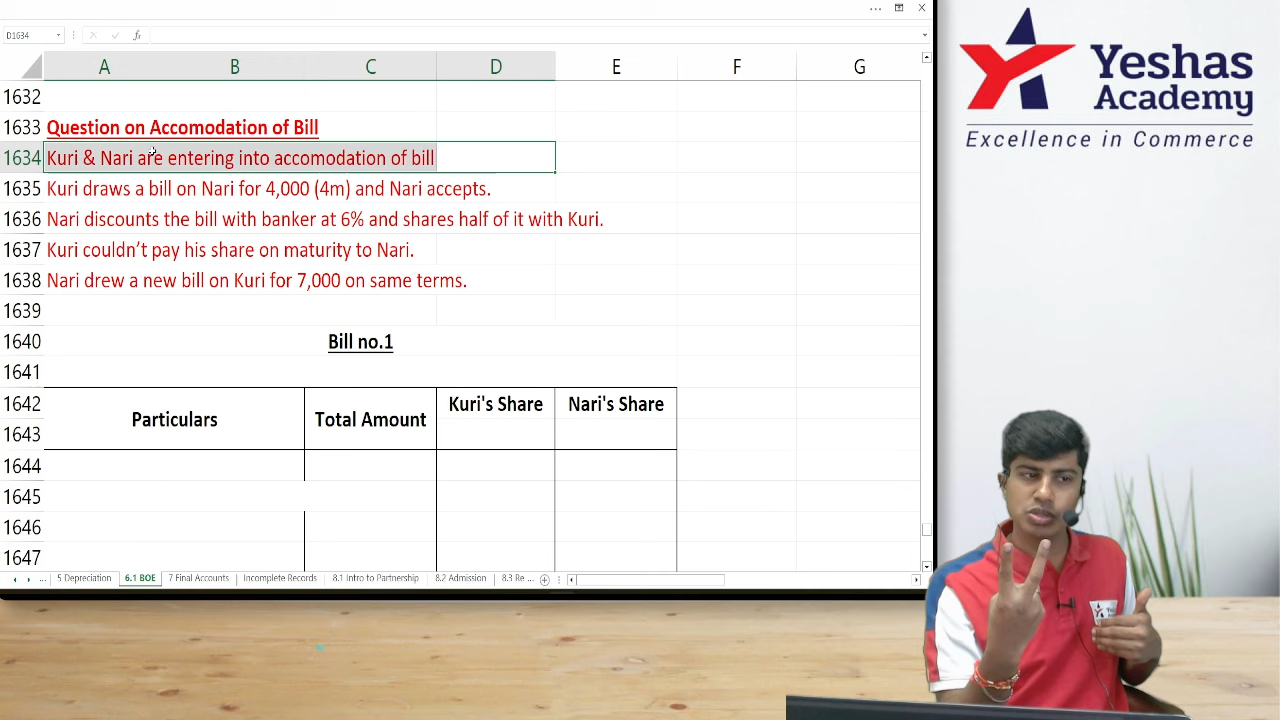 D1634
fx
A B C D E F G
1632
1633 Question on Accomodation of Bill
1634 Kuri & Nari are entering into accomodation of bill
1635 Kuri draws a bill on Nari for 4,000 (4m) and Nari accepts.
1636 Nari discounts the bill with banker at 6% and shares half of it with Kuri.
1637 Kuri couldn’t pay his share on maturity to Nari.
1638 Nari drew a new bill on Kuri for 7,000 on same terms.
1639
1640 Bill no.1
1641
1642 Kuri's Share Nari's Share
Particulars Total Amount
1643
1644
1645
1646
1647
... 5 Depreciation 6.1 BOE 7 Final Accounts Incomplete Records 8.1 Intro to Partnership 8.2 Admission 8.3 Re ...
Yeshas
Academy
Excellence in Commerce